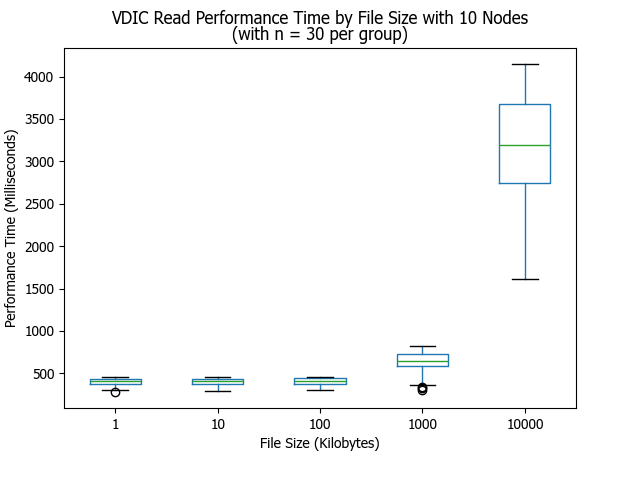 VDIC Read Performance Time by File Size with 10 Nodes
(with n = 30 per group)
Performance Time (Milliseconds)
4000
3500
3000
2500
2000
1500
1000
500
1 10 100 1000 10000
File Size (Kilobytes)